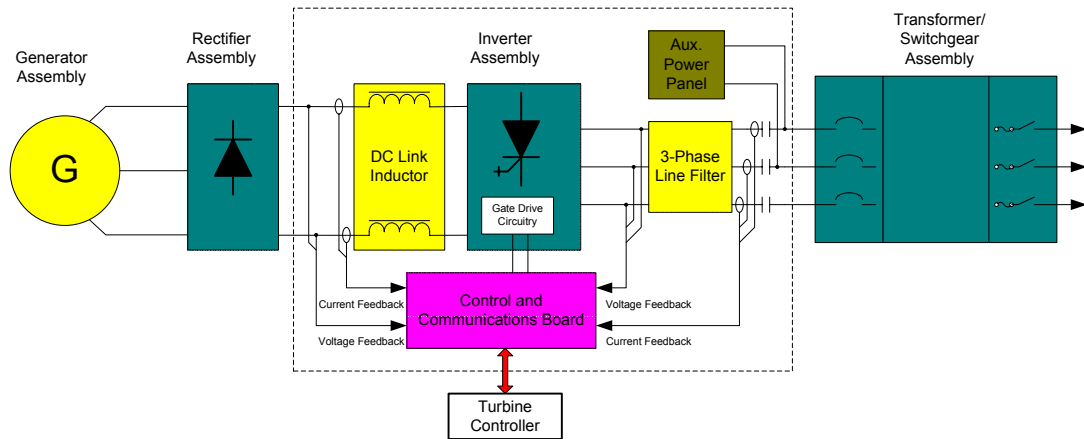 Generator
Assembly
Rectifier
Assembly
Inverter
Assembly
Transformer/
Switchgear
Assembly
Aux.
Power
Panel
G
DC Link
Inductor
Gate Drive
Circuitry
3-Phase
Line Filter
Current Feedback
Voltage Feedback
Control and
Communications Board
Voltage Feedback
Current Feedback
Turbine
Controller